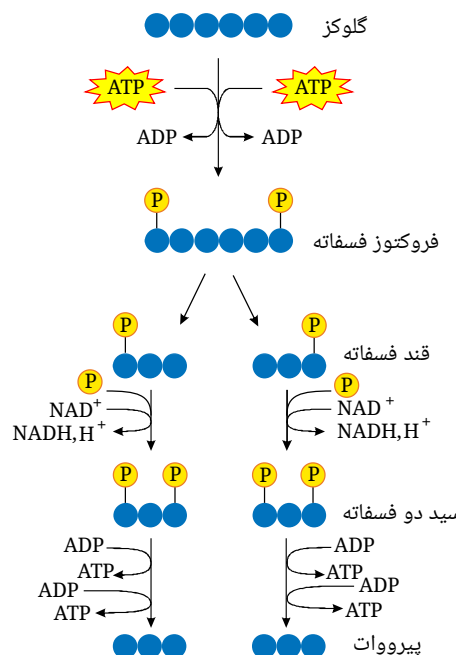 گلوکز
ATP ATP
ADP ADP
P P
فروکتوز فسفاته
P P
قند فسفاته
P P
NAD+ NAD+
NADH,H+ NADH,H+
P P P P
سید دو فسفاته
ADP ADP
ATP ATP
ADP ADP
ATP ATP
پیرووات